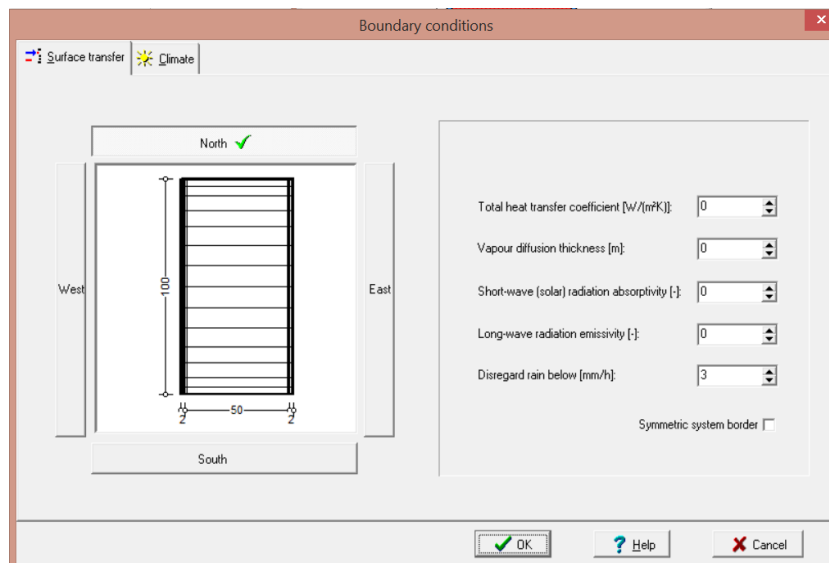 Boundary conditions
Surface transfer
Climate
North
West
East
100
2
50
2
South
Total heat transfer coefficient [W/(m²K)]: 0
Vapour diffusion thickness [m]: 0
Short-wave (solar) radiation absorptivity [-]: 0
Long-wave radiation emissivity [-]: 0
Disregard rain below [mm/h]: 3
Symmetric system border
OK
Help
Cancel